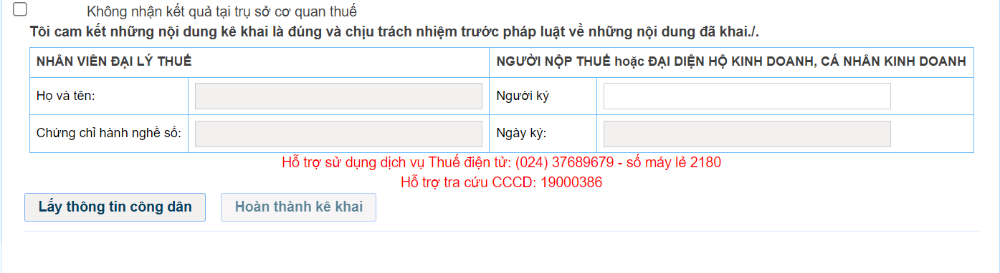 Không nhận kết quả tại trụ sở cơ quan thuế
Tôi cam kết những nội dung kê khai là đúng và chịu trách nhiệm trước pháp luật về những nội dung đã khai./.
NHÂN VIÊN ĐẠI LÝ THUẾ
NGƯỜI NỘP THUẾ hoặc ĐẠI DIỆN HỘ KINH DOANH, CÁ NHÂN KINH DOANH
Họ và tên:
Người ký
Chứng chỉ hành nghề số:
Ngày ký:
Hỗ trợ sử dụng dịch vụ Thuế điện tử: (024) 37689679 - số máy lẻ 2180
Hỗ trợ tra cứu CCCD: 19000386
Lấy thông tin công dân
Hoàn thành kê khai